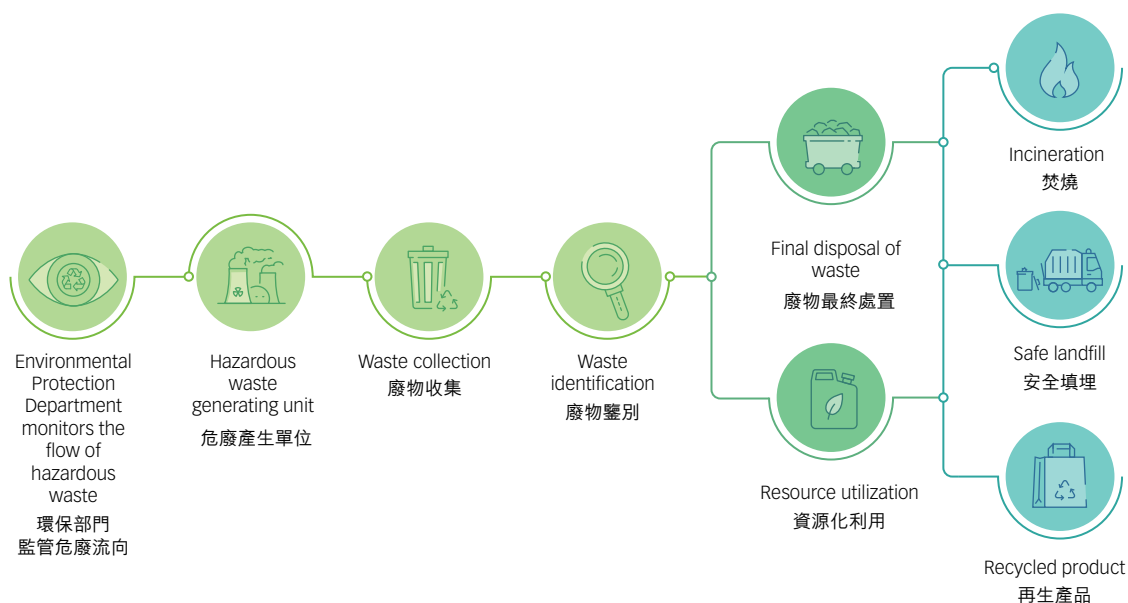 Environmental
Protection
Department
monitors the
flow of
hazardous
waste
環保部門
監管危廢流向
Hazardous
waste
generating unit
危廢產生單位
Waste collection
廢物收集
Waste
identification
廢物鑒別
Final disposal of
waste
廢物最終處置
Resource utilization
資源化利用
Incineration
焚燒
Safe landfill
安全填埋
Recycled product
再生產品